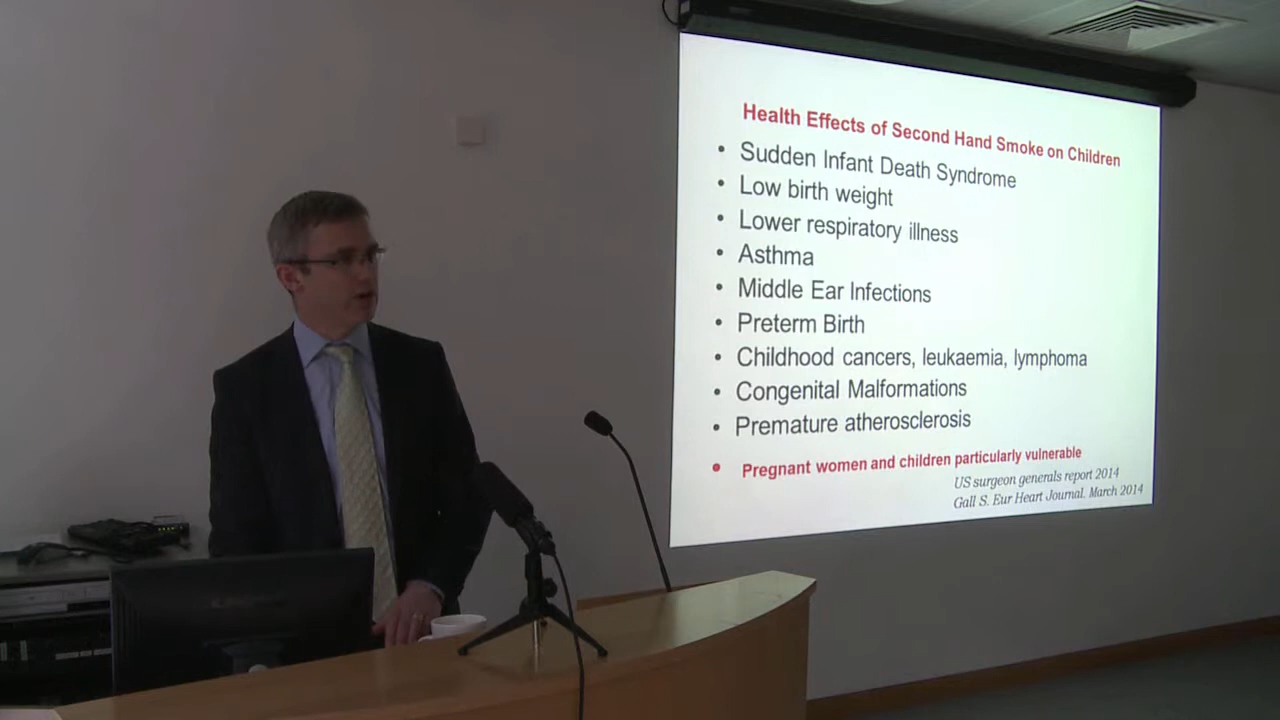 Health Effects of Second Hand Smoke on Children
• Sudden Infant Death Syndrome
• Low birth weight
• Lower respiratory illness
• Asthma
• Middle Ear Infections
• Preterm Birth
• Childhood cancers, leukaemia, lymphoma
• Congenital Malformations
• Premature atherosclerosis
• Pregnant women and children particularly vulnerable
US surgeon generals report 2014
Gall S. Eur Heart Journal. March 2014